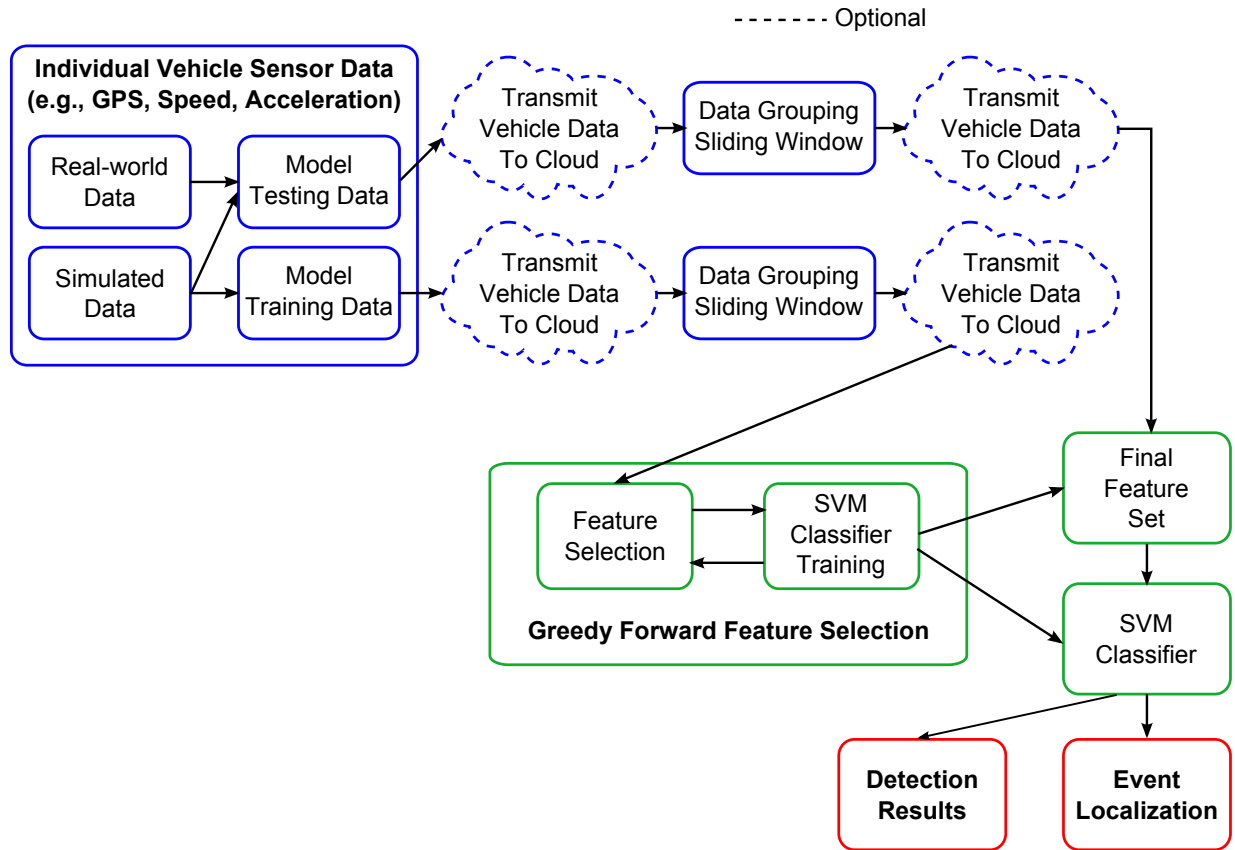 Optional
Individual Vehicle Sensor Data
(e.g., GPS, Speed, Acceleration)
Real-world
Data
Model
Testing Data
Transmit
Vehicle Data
To Cloud
Data Grouping
Sliding Window
Transmit
Vehicle Data
To Cloud
Simulated
Data
Model
Training Data
Transmit
Vehicle Data
To Cloud
Data Grouping
Sliding Window
Transmit
Vehicle Data
To Cloud
Feature
Selection
SVM
Classifier
Training
Greedy Forward Feature Selection
Final
Feature
Set
SVM
Classifier
Detection
Results
Event
Localization